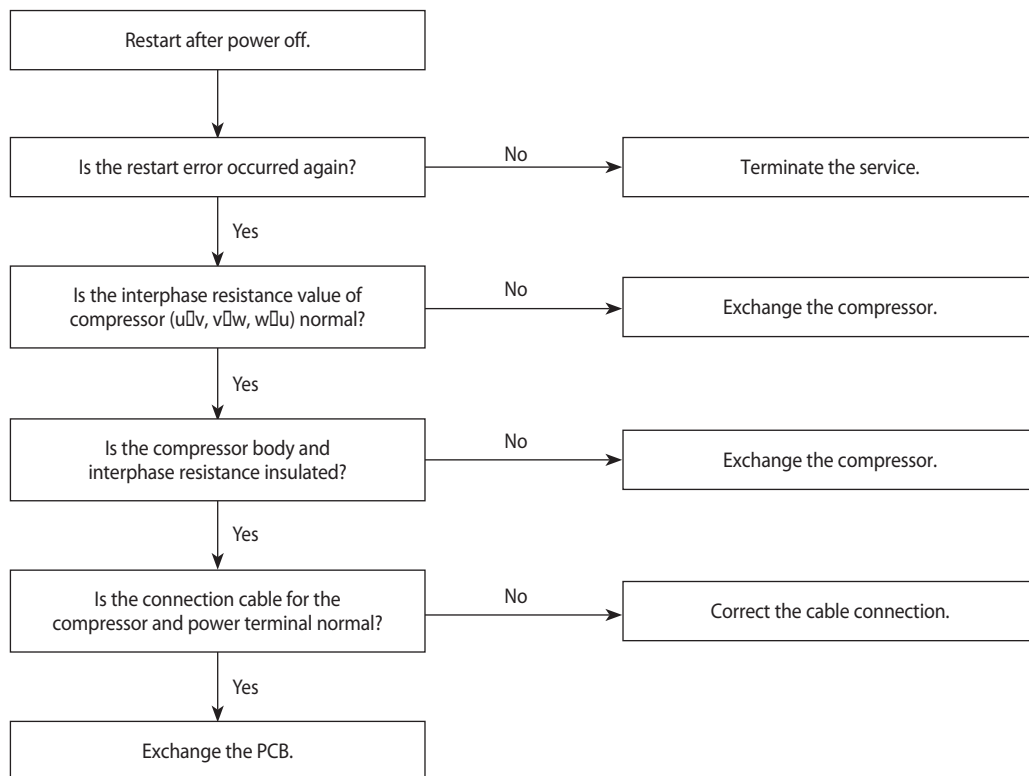 Restart after power off.
Is the restart error occurred again?
No
Terminate the service.
Yes
Is the interphase resistance value of
compressor (u▯v, v▯w, w▯u) normal?
No
Exchange the compressor.
Yes
Is the compressor body and
interphase resistance insulated?
No
Exchange the compressor.
Yes
Is the connection cable for the
compressor and power terminal normal?
No
Correct the cable connection.
Yes
Exchange the PCB.